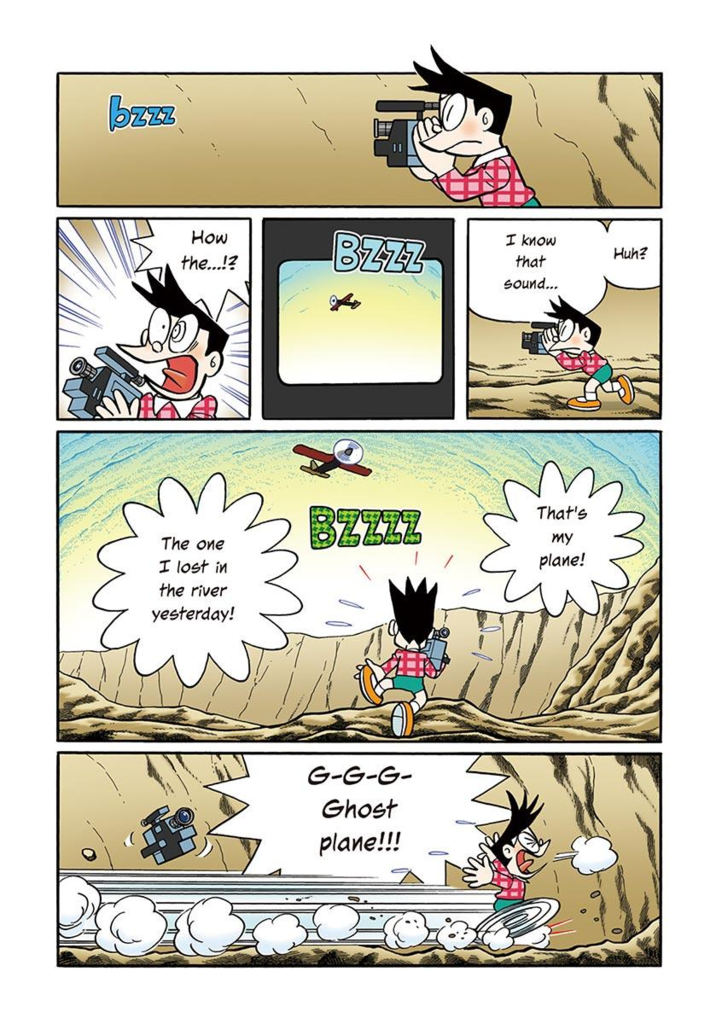 bzzz
Huh?
I know
that
sound...
BZZZ
How
the...!?
That's
my
plane!
BZZZZ
The one
I lost in
the river
yesterday!
G-G-G-
Ghost
plane!!!